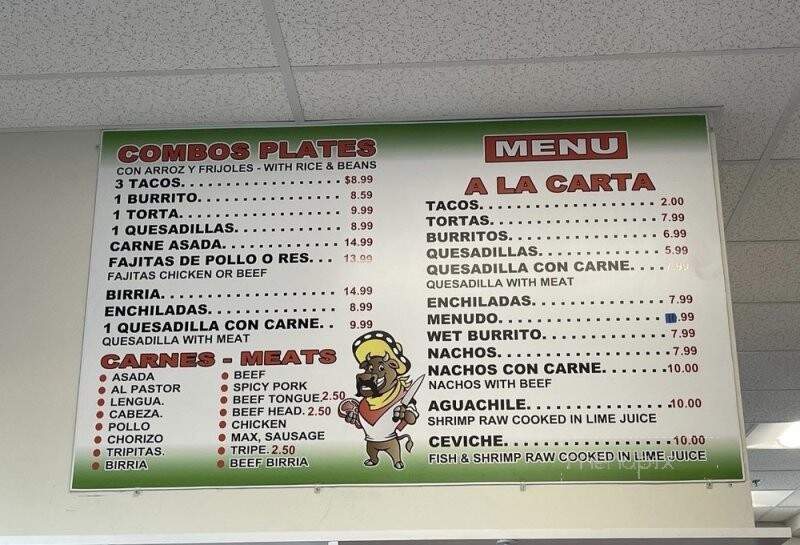 COMBOS PLATES
CON ARROZ Y FRIJOLES - WITH RICE & BEANS
3 TACOS. $8.99
1 BURRITO. 8.59
1 TORTA. 9.99
1 QUESADILLAS. 8.99
CARNE ASADA. 14.99
FAJITAS DE POLLO O RES. 13.99
FAJITAS CHICKEN OR BEEF
BIRRIA. 14.99
ENCHILADAS. 8.99
1 QUESADILLA CON CARNE. 9.99
QUESADILLA WITH MEAT
CARNES - MEATS
ASADA
AL PASTOR
LENGUA.
CABEZA.
POLLO
CHORIZO
TRIPITAS.
BIRRIA
BEEF
SPICY PORK
BEEF TONGUE. 2.50
BEEF HEAD. 2.50
CHICKEN
MAX, SAUSAGE
TRIPE. 2.50
BEEF BIRRIA
MENU
A LA CARTA
TACOS. 2.00
TORTAS. 7.99
BURRITOS. 6.99
QUESADILLAS. 5.99
QUESADILLA CON CARNE.
QUESADILLA WITH MEAT
ENCHILADAS. 7.99
MENUDO. .99
WET BURRITO. 7.99
NACHOS. 7.99
NACHOS CON CARNE. 10.00
NACHOS WITH BEEF
AGUACHILE. 10.00
SHRIMP RAW COOKED IN LIME JUICE
CEVICHE. 10.00
FISH & SHRIMP RAW COOKED IN LIME JUICE